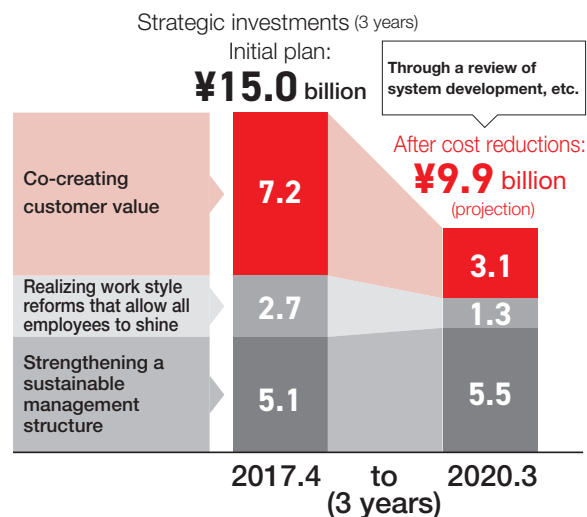 Strategic investments (3 years)
Initial plan:
¥15.0 billion
Through a review of
system development, etc.
After cost reductions:
¥9.9 billion
(projection)
Co-creating
customer value
7.2
3.1
Realizing work style
reforms that allow all
employees to shine
2.7
1.3
Strengthening a
sustainable
management
structure
5.1
5.5
2017.4 to 2020.3
(3 years)